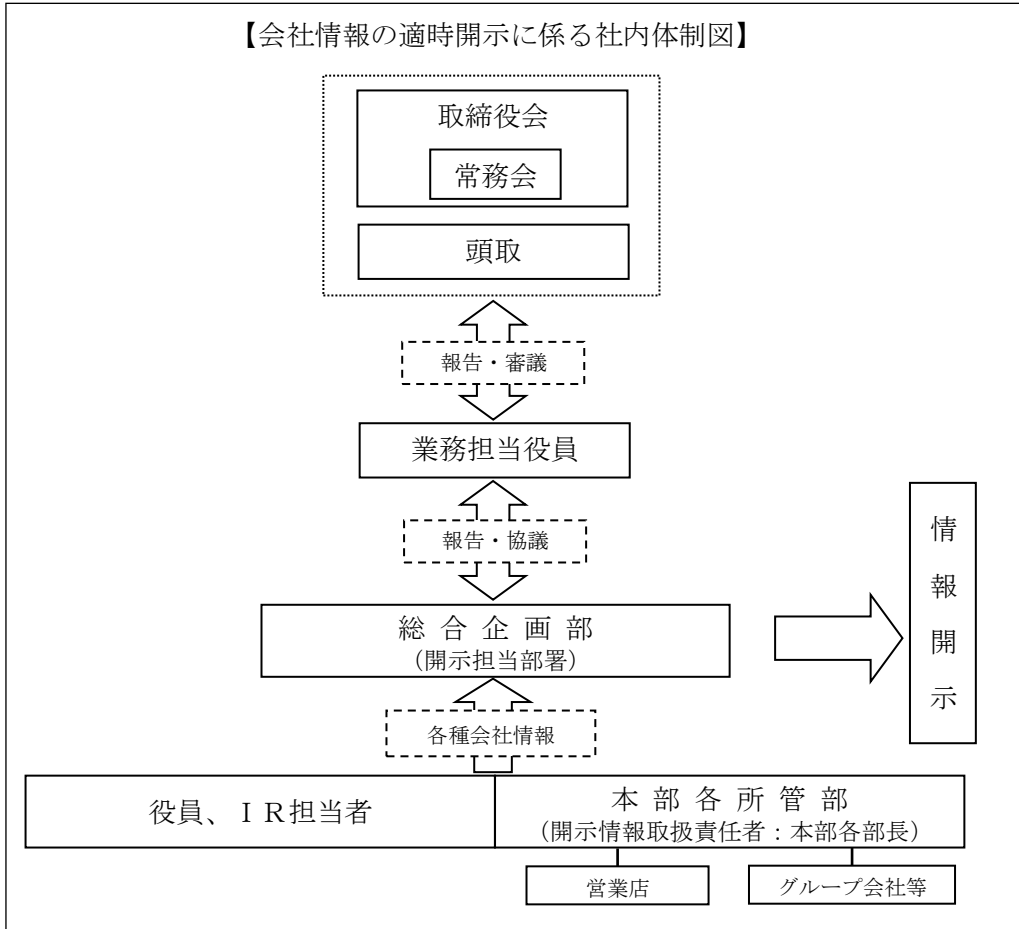 【会社情報の適時開示に係る社内体制図】
取締役会
常務会
頭取
報告・審議
業務担当役員
報告・協議
総合企画部
（開示担当部署）
情報開示
各種会社情報
役員、ＩＲ担当者
本部各所管部
（開示情報取扱責任者：本部各部長）
営業店
グループ会社等